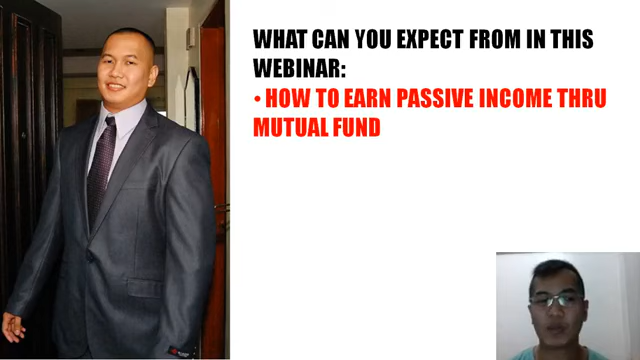 WHAT CAN YOU EXPECT FROM IN THIS
WEBINAR:
• HOW TO EARN PASSIVE INCOME THRU
MUTUAL FUND